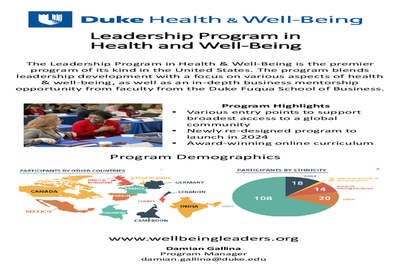 Duke Health & Well-Being
Leadership Program in
Health and Well-Being
The Leadership Program in Health & Well-Being is the premier
program of its kind in the United States. The program blends
leadership development with a focus on various aspects of health
& well-being, as well as an in-depth business mentorship
opportunity from faculty from the Duke Fuqua School of Business.
Program Highlights
• Various entry points to support
broadest access to a global
community
• Newly re-designed program to
launch in 2024
• Award-winning online curriculum
Program Demographics
PARTICIPANTS BY OTHER COUNTRIES
PARTICIPANTS BY ETHNICITY
CANADA
MEXICO
GERMANY
LEBANON
INDIA
CAMEROON
108
16
14
20
www.wellbeingleaders.org
Damian Gallina
Program Manager
damian.gallina@duke.edu